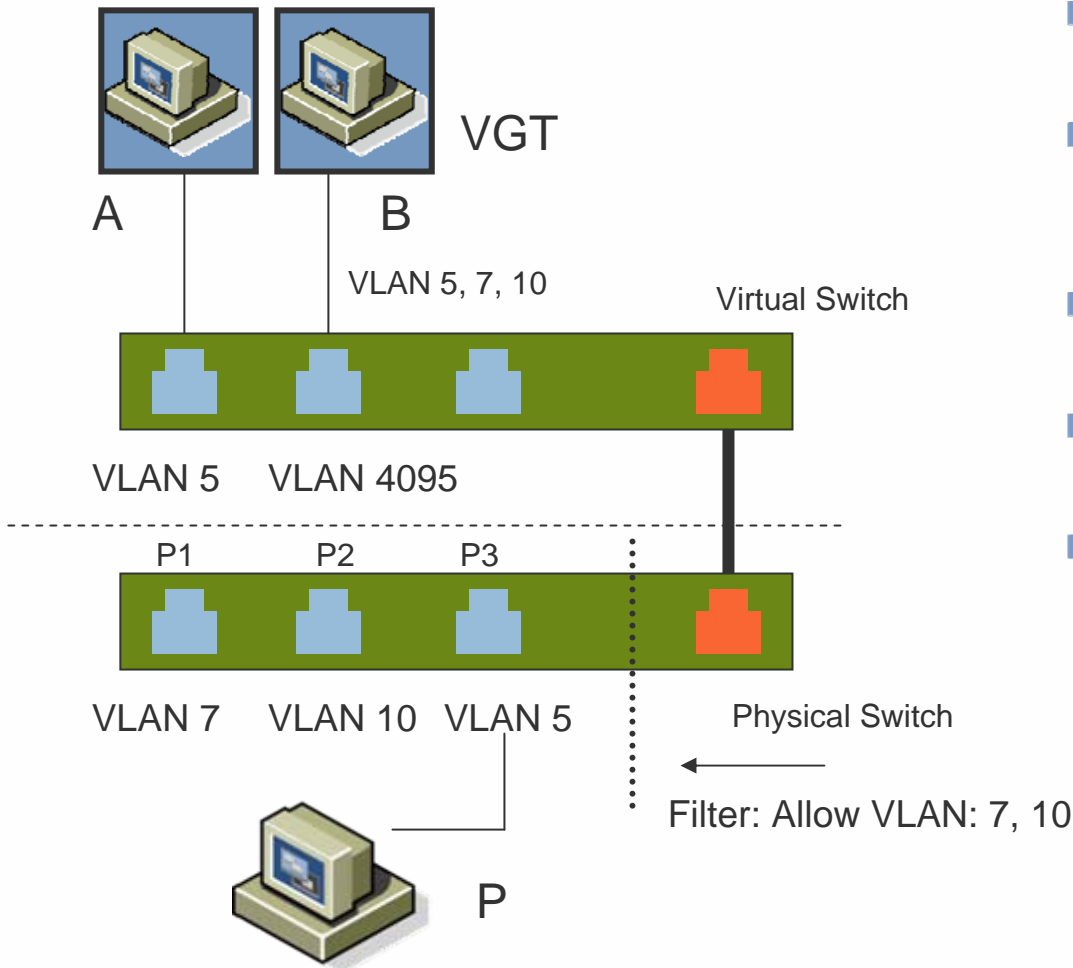 VGT
A
B
VLAN 5, 7, 10
Virtual Switch
VLAN 5
VLAN 4095
P1
P2
P3
VLAN 7
VLAN 10
VLAN 5
Physical Switch
Filter: Allow VLAN: 7, 10
P